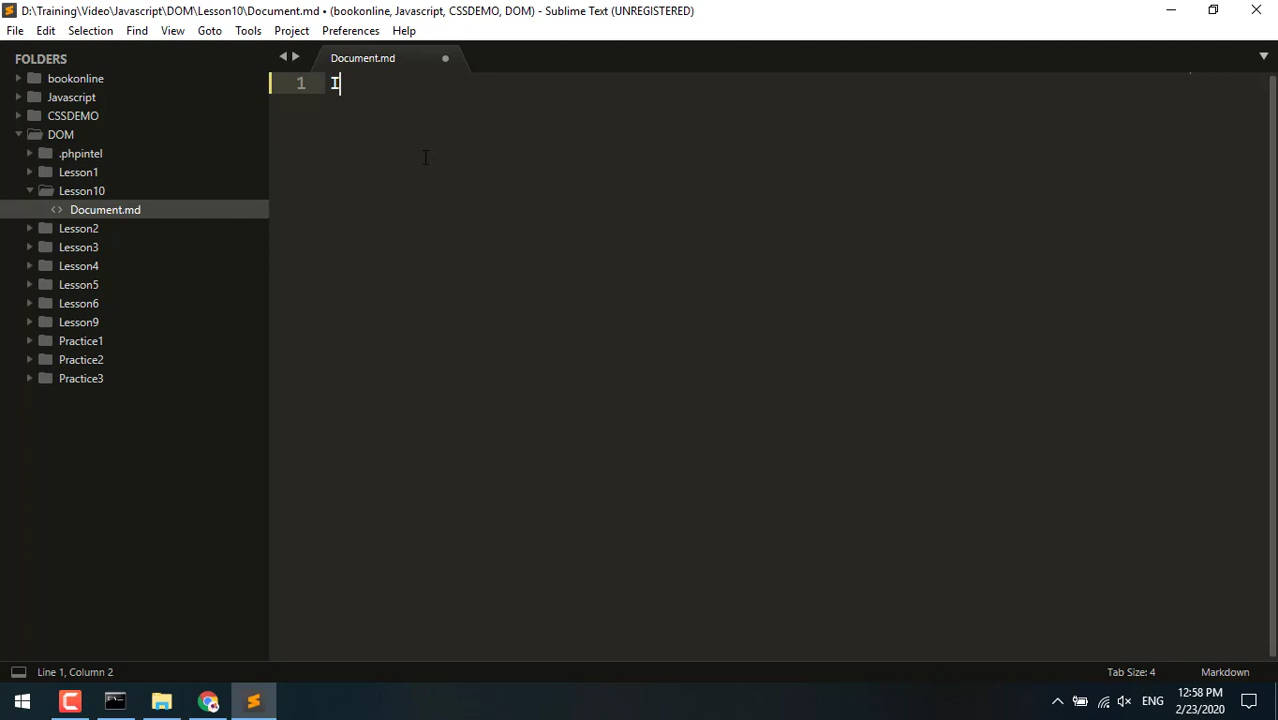 D:\Training\Video\Javascript\DOM\Lesson10\Document.md • (bookonline, Javascript, CSSDEMO, DOM) - Sublime Text (UNREGISTERED)
File Edit Selection Find View Goto Tools Project Preferences Help
FOLDERS
Document.md
bookonline
1 I
Javascript
CSSDEMO
DOM
.phpintel
Lesson1
Lesson10
<> Document.md
Lesson2
Lesson3
Lesson4
Lesson5
Lesson6
Lesson9
Practice1
Practice2
Practice3
Line 1, Column 2 Tab Size: 4 Markdown
ENG 12:58 PM
2/23/2020